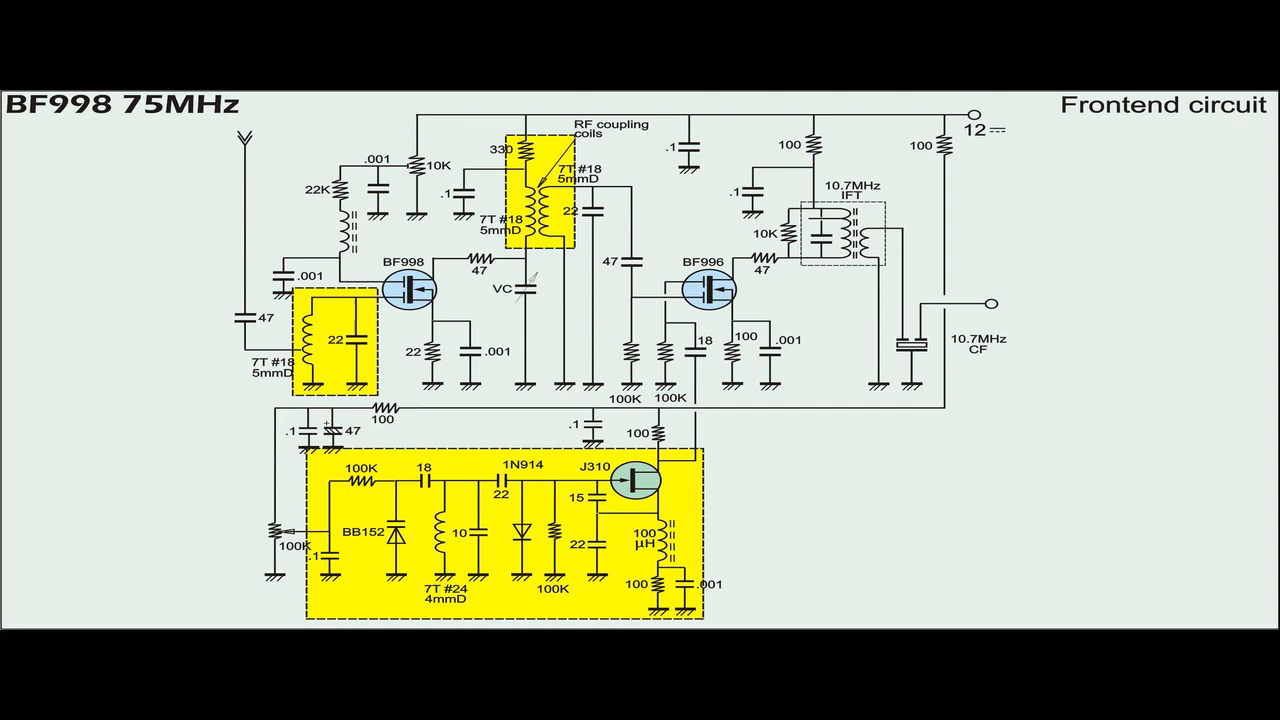 BF998 75MHz
Frontend circuit
12
RF coupling
coils
330
.1
100
100
.001
10K
22K
7T #18
5mmD
.1
.1
10.7MHz
IFT
22
7T #18
5mmD
10K
BF998
47
47
BF996
47
.001
VC
47
22
7T #18
5mmD
22
.001
18
100
.001
10.7MHz
CF
100K
100K
100
.1
47
.1
100
100K
18
1N914
22
J310
15
BB152
10
100K
.1
22
100
µH
7T #24
4mmD
100K
100
.001